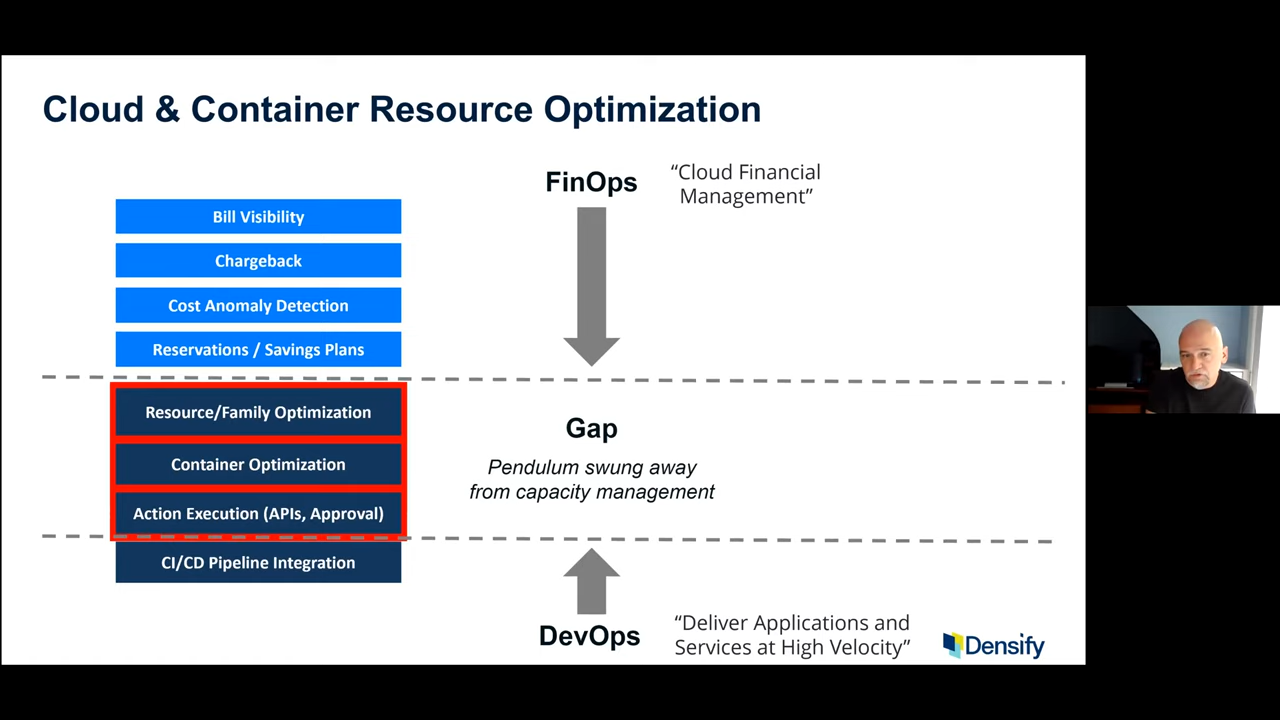 Cloud & Container Resource Optimization
Bill Visibility
Chargeback
Cost Anomaly Detection
Reservations / Savings Plans
Resource/Family Optimization
Container Optimization
Action Execution (APIs, Approval)
CI/CD Pipeline Integration
FinOps
“Cloud Financial
Management”
Gap
Pendulum swung away
from capacity management
DevOps
“Deliver Applications and
Services at High Velocity”
Densify